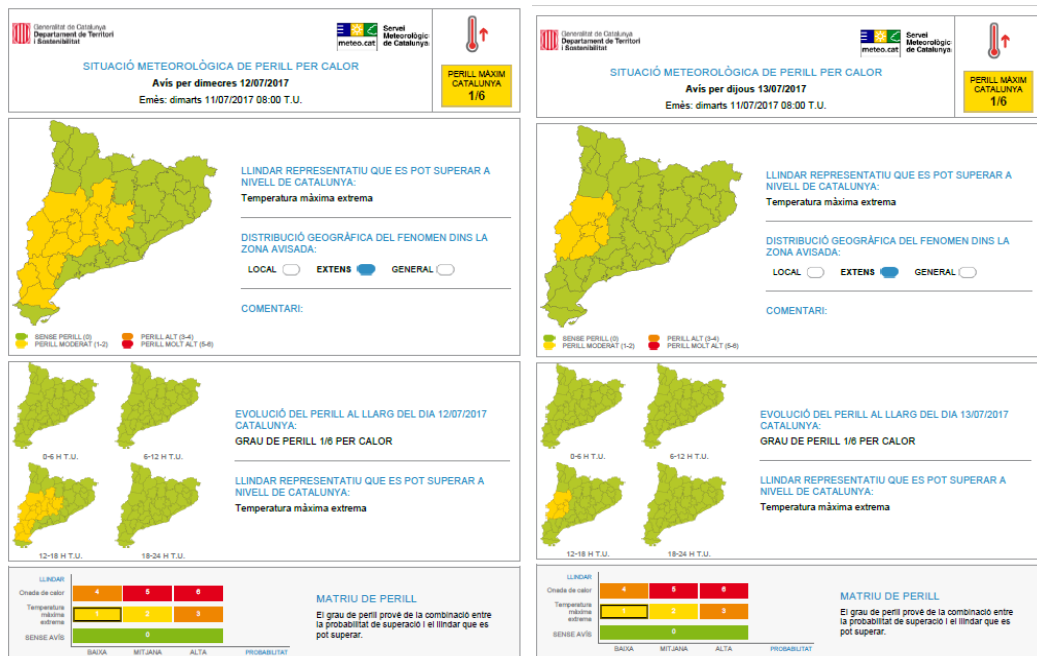 Generalitat de Catalunya
Departament de Territori
i Sostenibilitat
meteo.cat
Servei
Meteorològic
de Catalunya
SITUACIÓ METEOROLÒGICA DE PERILL PER CALOR
Avís per dimecres 12/07/2017
Emès: dimarts 11/07/2017 08:00 T.U.
PERILL MÀXIM
CATALUNYA
1/6
LLINDAR REPRESENTATIU QUE ES POT SUPERAR A
NIVELL DE CATALUNYA:
Temperatura màxima extrema
DISTRIBUCIÓ GEOGRÀFICA DEL FENOMEN DINS LA
ZONA AVISADA:
LOCAL EXTENS GENERAL
COMENTARI:
SENSE PERILL (0) PERILL ALT (3-4)
PERILL MODERAT (1-2) PERILL MOLT ALT (5-6)
EVOLUCIÓ DEL PERILL AL LLARG DEL DIA 12/07/2017
CATALUNYA:
GRAU DE PERILL 1/6 PER CALOR
0-6 H T.U. 6-12 H T.U.
LLINDAR REPRESENTATIU QUE ES POT SUPERAR A
NIVELL DE CATALUNYA:
Temperatura màxima extrema
12-18 H T.U. 18-24 H T.U.
LLINDAR
Onada de calor 4 5 6
Temperatura
màxima
extrema
1 2 3
SENSE AVÍS 0
BAIXA MITJANA ALTA PROBABILITAT
MATRIU DE PERILL
El grau de perill prové de la combinació entre
la probabilitat de superació i el llindar que es
pot superar.
Generalitat de Catalunya
Departament de Territori
i Sostenibilitat
meteo.cat
Servei
Meteorològic
de Catalunya
SITUACIÓ METEOROLÒGICA DE PERILL PER CALOR
Avís per dijous 13/07/2017
Emès: dimarts 11/07/2017 08:00 T.U.
PERILL MÀXIM
CATALUNYA
1/6
LLINDAR REPRESENTATIU QUE ES POT SUPERAR A
NIVELL DE CATALUNYA:
Temperatura màxima extrema
DISTRIBUCIÓ GEOGRÀFICA DEL FENOMEN DINS LA
ZONA AVISADA:
LOCAL EXTENS GENERAL
COMENTARI:
SENSE PERILL (0) PERILL ALT (3-4)
PERILL MODERAT (1-2) PERILL MOLT ALT (5-6)
EVOLUCIÓ DEL PERILL AL LLARG DEL DIA 13/07/2017
CATALUNYA:
GRAU DE PERILL 1/6 PER CALOR
0-6 H T.U. 6-12 H T.U.
LLINDAR REPRESENTATIU QUE ES POT SUPERAR A
NIVELL DE CATALUNYA:
Temperatura màxima extrema
12-18 H T.U. 18-24 H T.U.
LLINDAR
Onada de calor 4 5 6
Temperatura
màxima
extrema
1 2 3
SENSE AVÍS 0
BAIXA MITJANA ALTA PROBABILITAT
MATRIU DE PERILL
El grau de perill prové de la combinació entre
la probabilitat de superació i el llindar que es
pot superar.